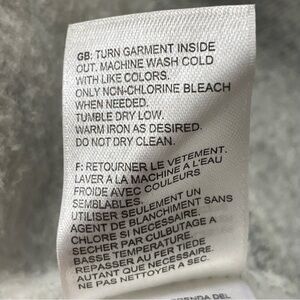 GB: TURN GARMENT INSIDE
OUT. MACHINE WASH COLD
WITH LIKE COLORS.
ONLY NON-CHLORINE BLEACH
WHEN NEEDED.
TUMBLE DRY LOW.
WARM IRON AS DESIRED.
DO NOT DRY CLEAN.
F: RETOURNER LE VETEMENT.
LAVER A LA MACHINE A L'EAU
FROIDE AVEC COULEURS
SEMBLABLES.
UTILISER SEULEMENT UN
AGENT DE BLANCHIMENT SANS
CHLORE SI NECESSAIRE.
SECHER PAR CULBUTAGE A
BASSE TEMPERATURE.
REPASSER AU FER TIEDE
AUTANT QUE DESIRE.
NE PAS NETTOYER A SEC.
PRENDA DEL